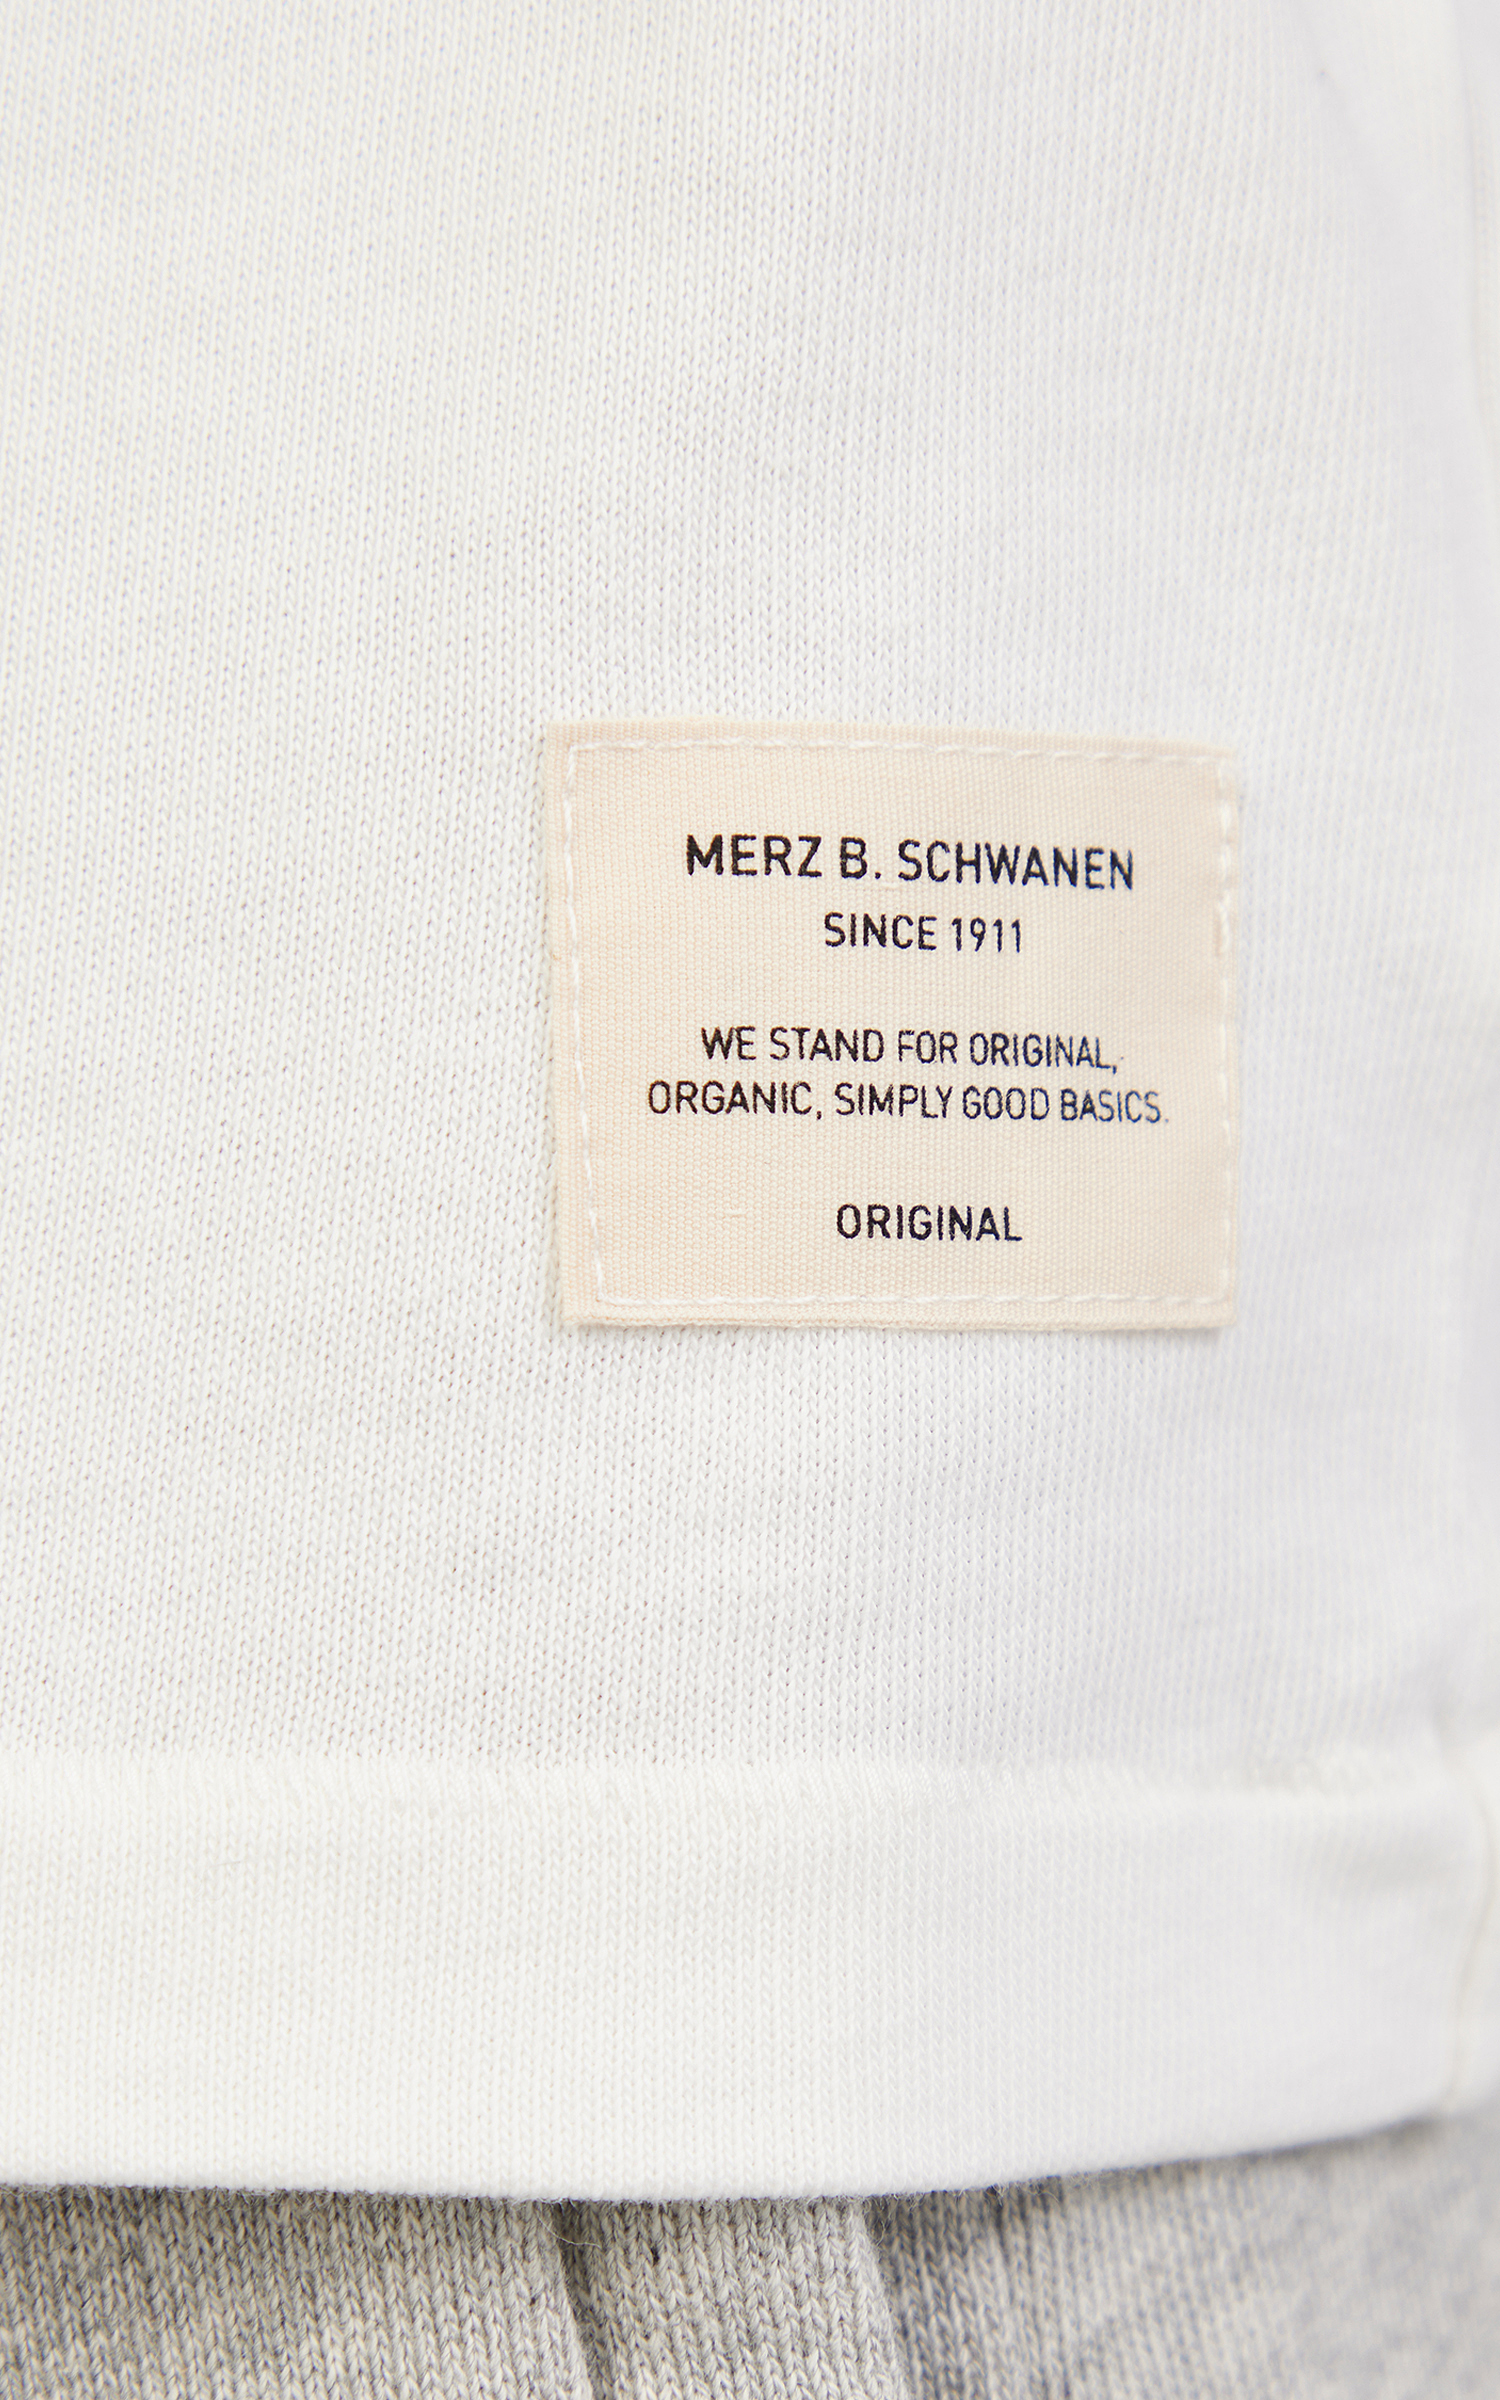 MERZ B. SCHWANEN
SINCE 1911
WE STAND FOR ORIGINAL,
ORGANIC, SIMPLY GOOD BASICS.
ORIGINAL